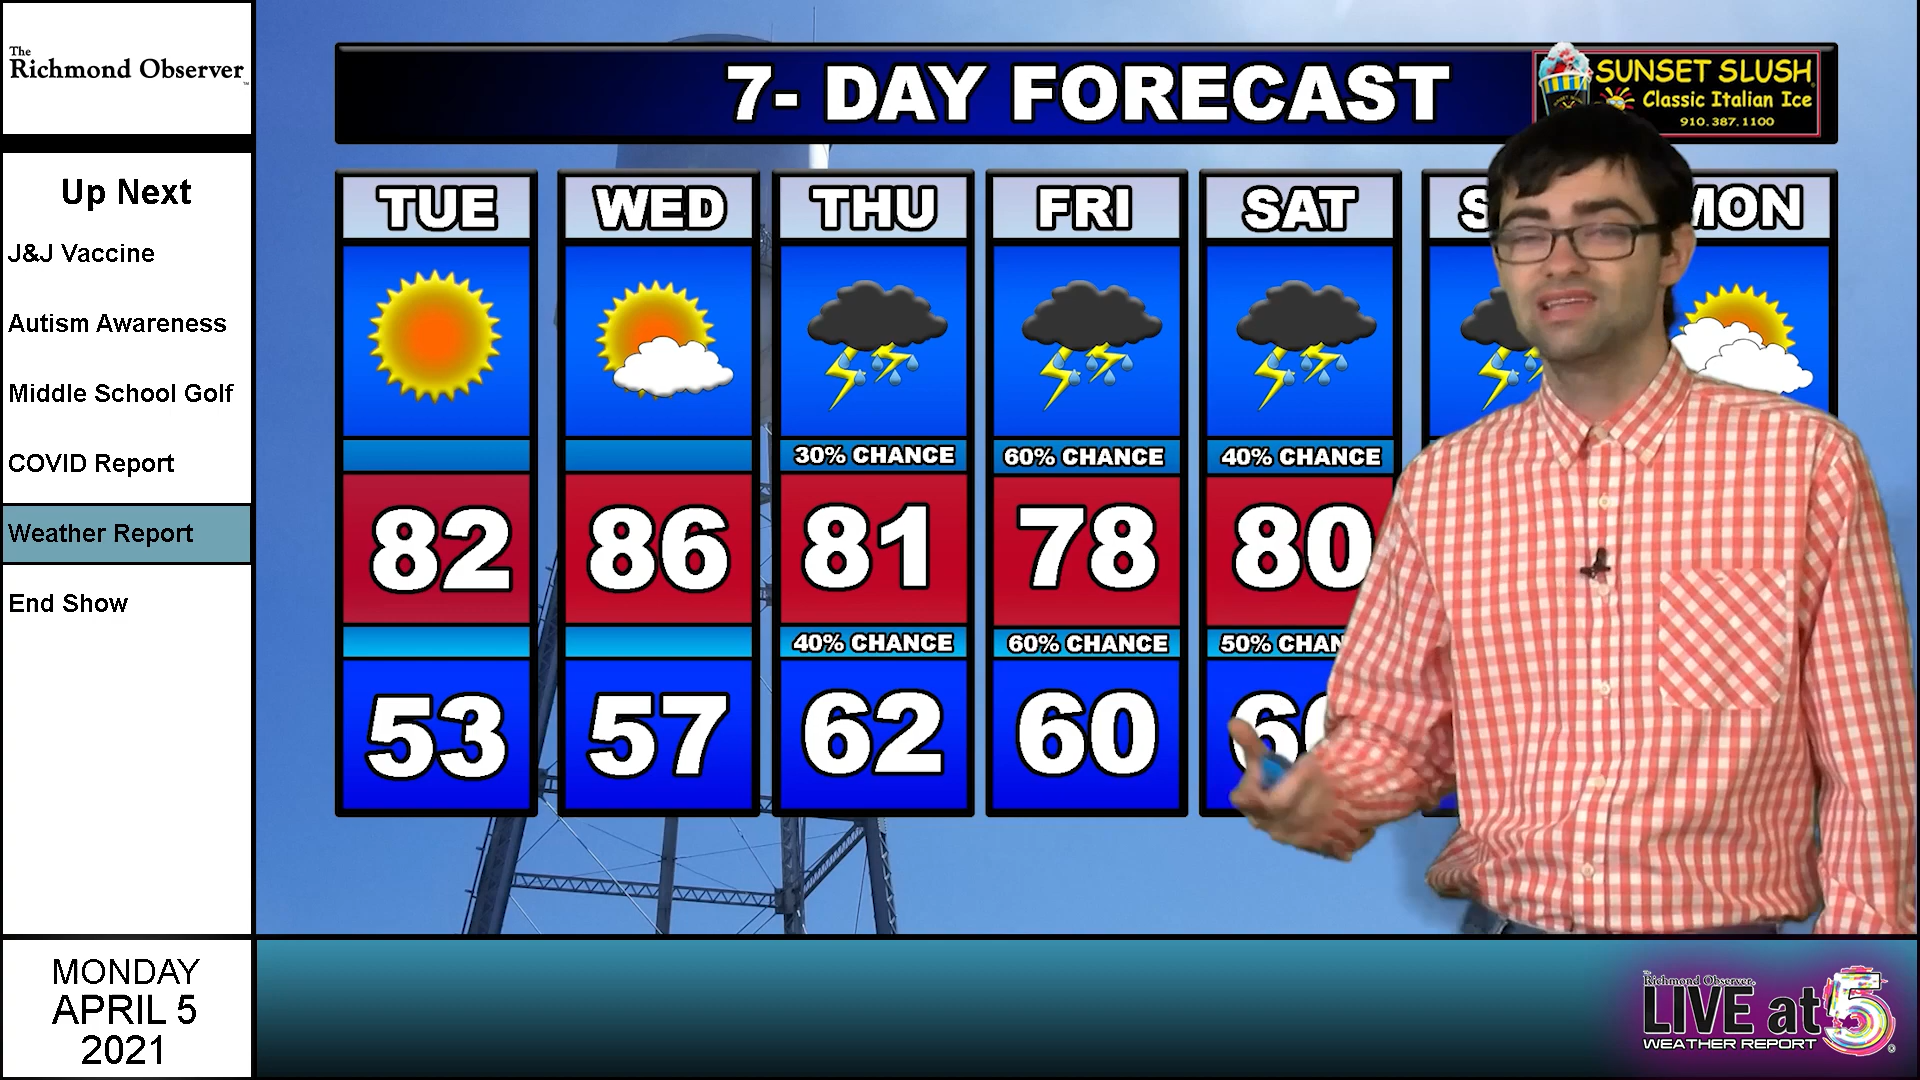 The
Richmond Observer
Up Next
J&J Vaccine
Autism Awareness
Middle School Golf
COVID Report
Weather Report
End Show
MONDAY
APRIL 5
2021
7- DAY FORECAST
SUNSET SLUSH
Classic Italian Ice
910.387.1100
TUE WED THU FRI SAT S MON
30% CHANCE 60% CHANCE 40% CHANCE
82 86 81 78 80
40% CHANCE 60% CHANCE 50% CHAN
53 57 62 60 60
The
Richmond Observer
LIVE at 5
WEATHER REPORT